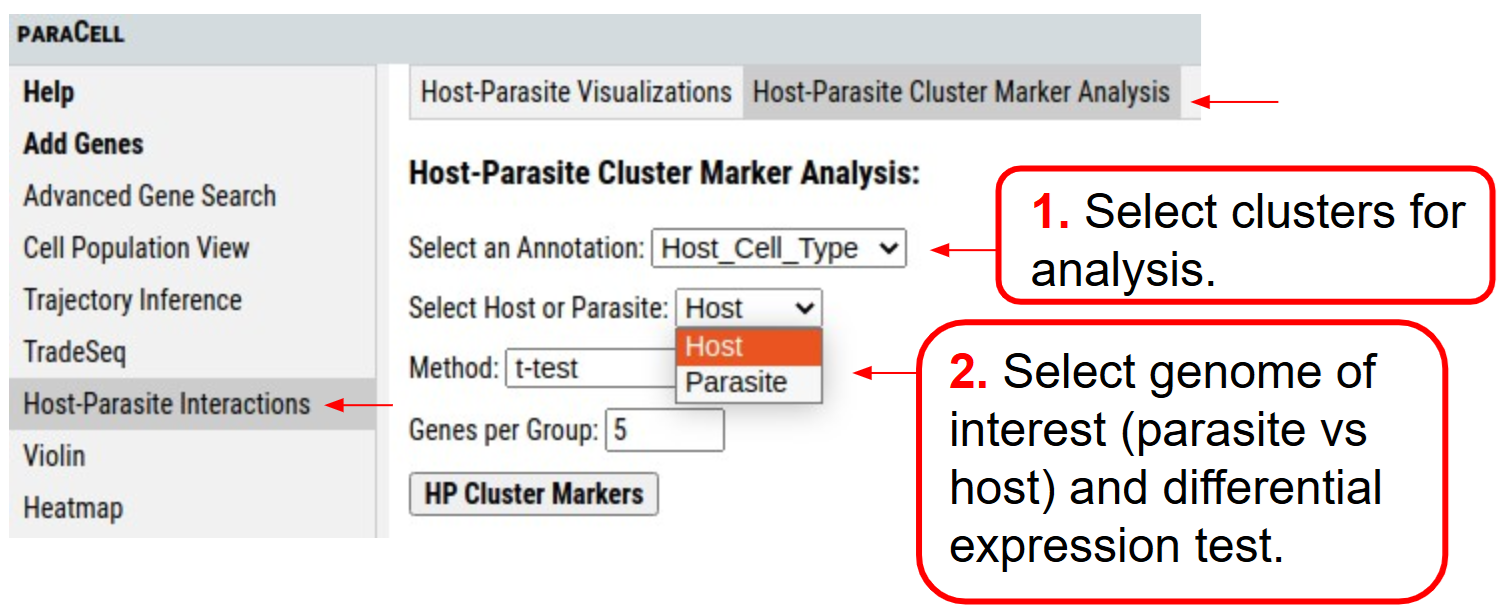 PARACELL
Help
Add Genes
Advanced Gene Search
Cell Population View
Trajectory Inference
TradeSeq
Host-Parasite Interactions
Violin
Heatmap
Host-Parasite Visualizations Host-Parasite Cluster Marker Analysis
Host-Parasite Cluster Marker Analysis:
Select an Annotation: Host_Cell_Type
Select Host or Parasite: Host
Host
Parasite
Method: t-test
Genes per Group: 5
HP Cluster Markers
1. Select clusters for
analysis.
2. Select genome of
interest (parasite vs
host) and differential
expression test.